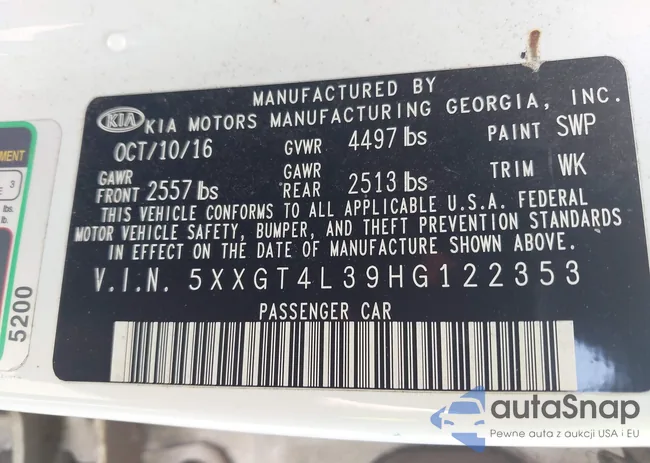 MANUFACTURED BY
KIA KIA MOTORS MANUFACTURING GEORGIA, INC.
OCT/10/16 GVWR 4497 lbs PAINT SWP
GAWR FRONT 2557 lbs GAWR REAR 2513 lbs TRIM WK
THIS VEHICLE CONFORMS TO ALL APPLICABLE U.S.A. FEDERAL
MOTOR VEHICLE SAFETY, BUMPER, AND THEFT PREVENTION STANDARDS
IN EFFECT ON THE DATE OF MANUFACTURE SHOWN ABOVE.
V.I.N. 5XXGT4L39HG122353
PASSENGER CAR
5200
3
lbs.
lb.
autaSnap
Pewne auta z aukcji USA i EU